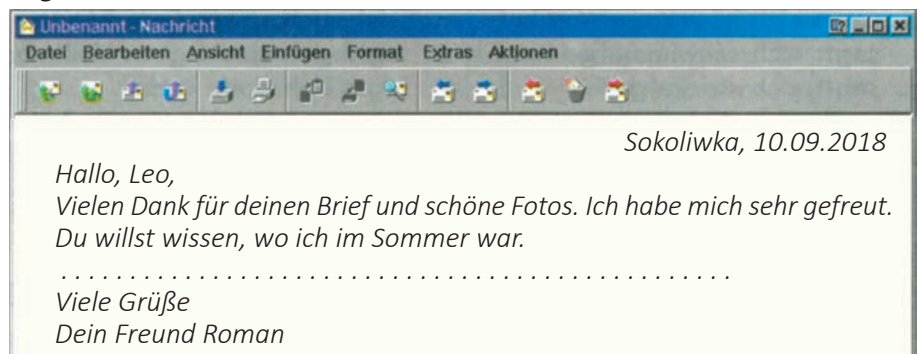 Unbenannt - Nachricht
Datei Bearbeiten Ansicht Einfügen Format Extras Aktionen
Sokoliwka, 10.09.2018
Hallo, Leo,
Vielen Dank für deinen Brief und schöne Fotos. Ich habe mich sehr gefreut.
Du willst wissen, wo ich im Sommer war.
. . . . . . . . . . . . . . . . . . . . . . . . . . . . . . . . . . . . . . . . . . . . . . . . . .
Viele Grüße
Dein Freund Roman